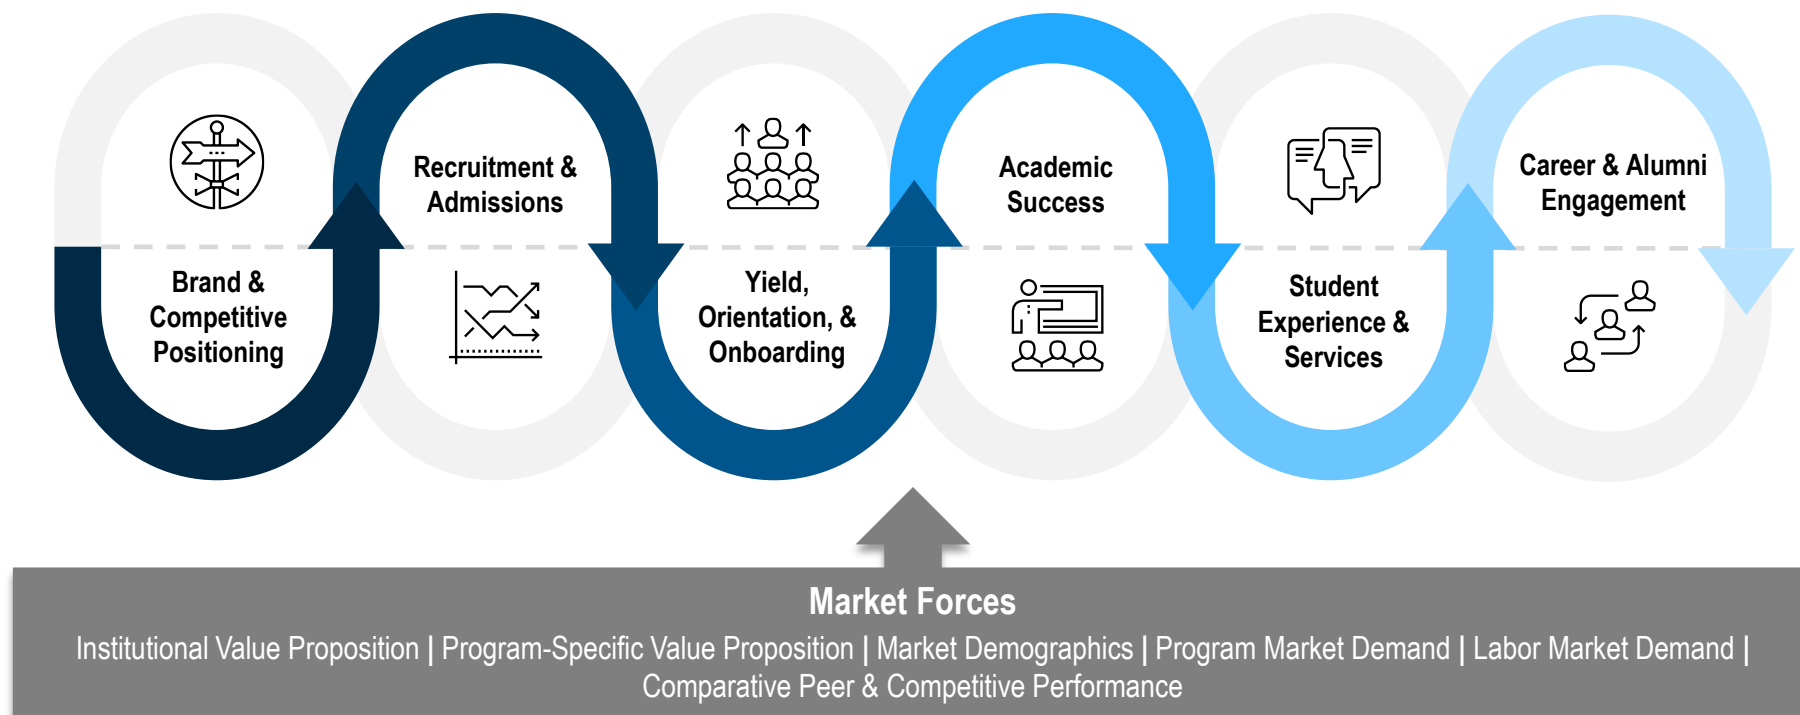 Brand &
Competitive
Positioning
Recruitment &
Admissions
Yield,
Orientation, &
Onboarding
Academic
Success
Student
Experience &
Services
Career & Alumni
Engagement
Market Forces
Institutional Value Proposition | Program-Specific Value Proposition | Market Demographics | Program Market Demand | Labor Market Demand |
Comparative Peer & Competitive Performance